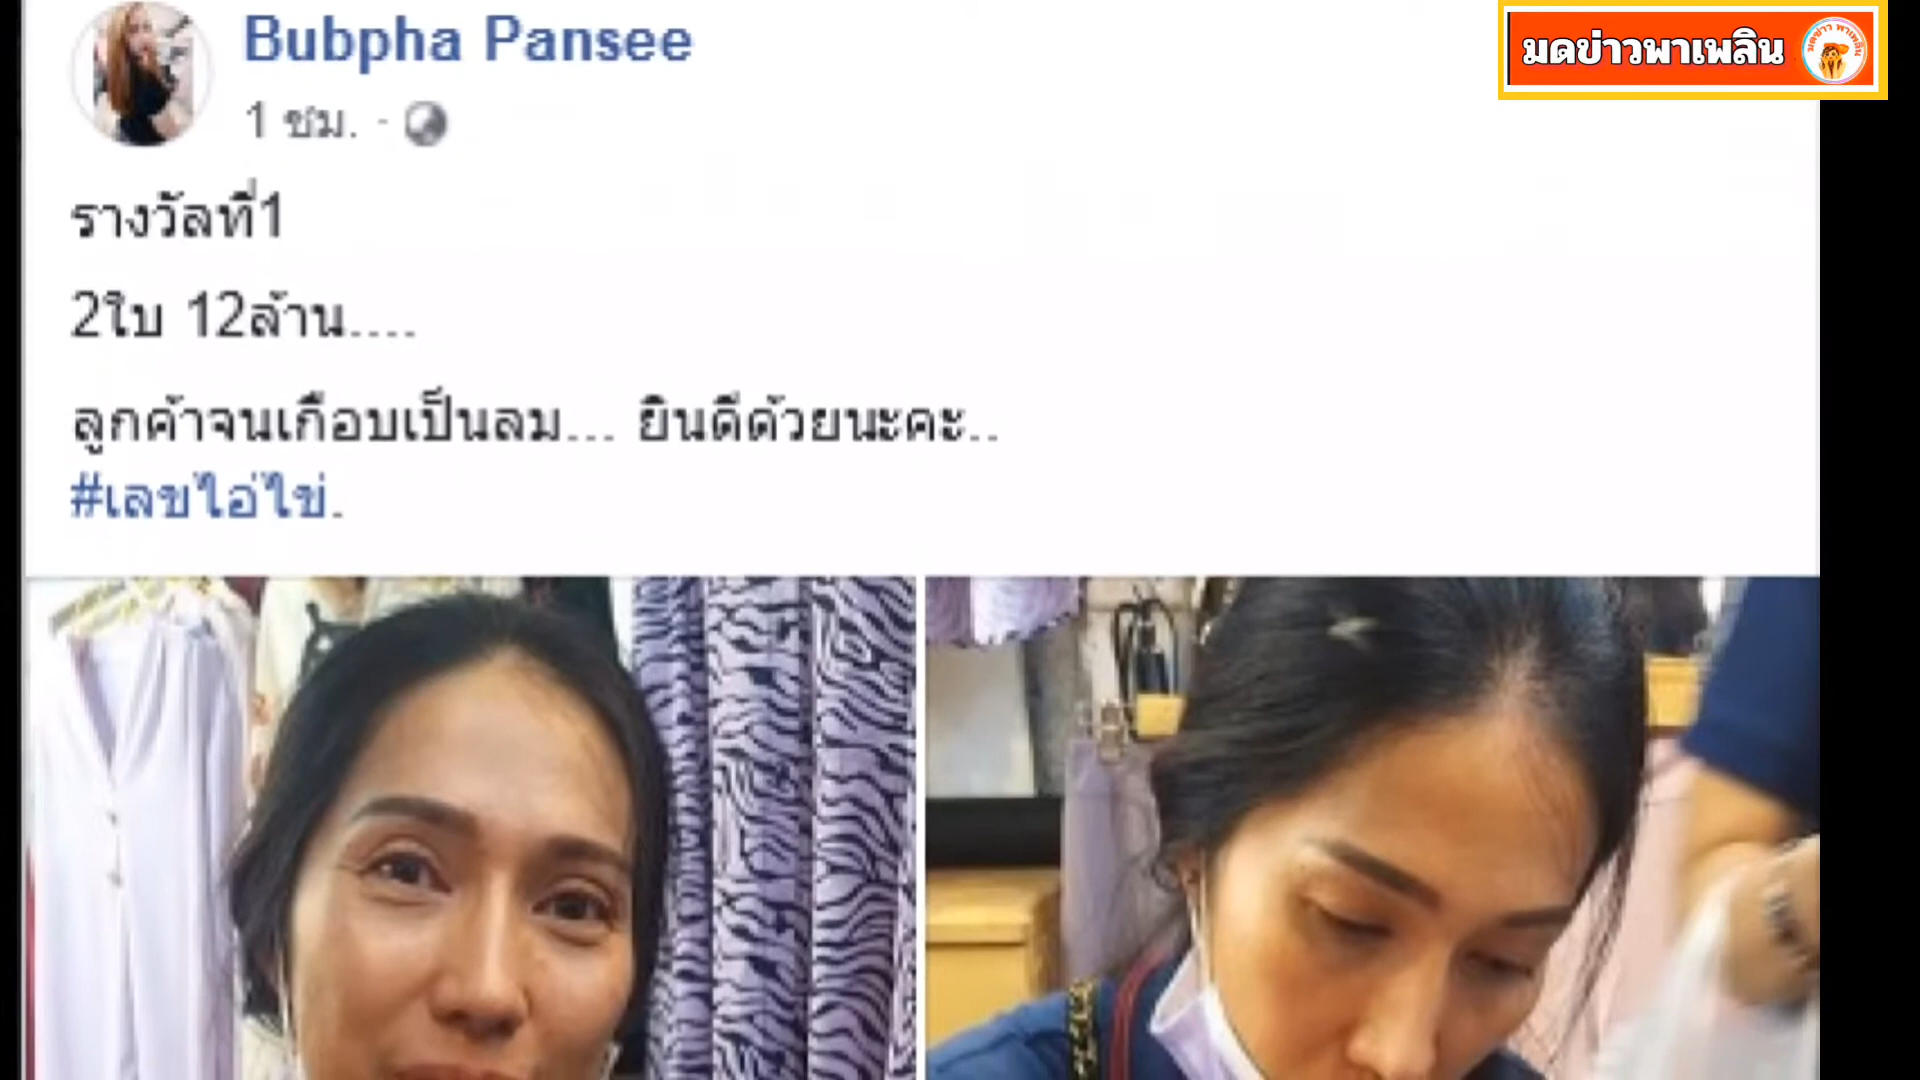 Bubpha Pansee
มดข่าวพาเพลิน
1 ชม. ·
รางวัลที่1
2ใบ 12ล้าน....
ลูกค้าจนเกือบเป็นลม... ยินดีด้วยนะคะ..
#เลขไอ่ไข่.